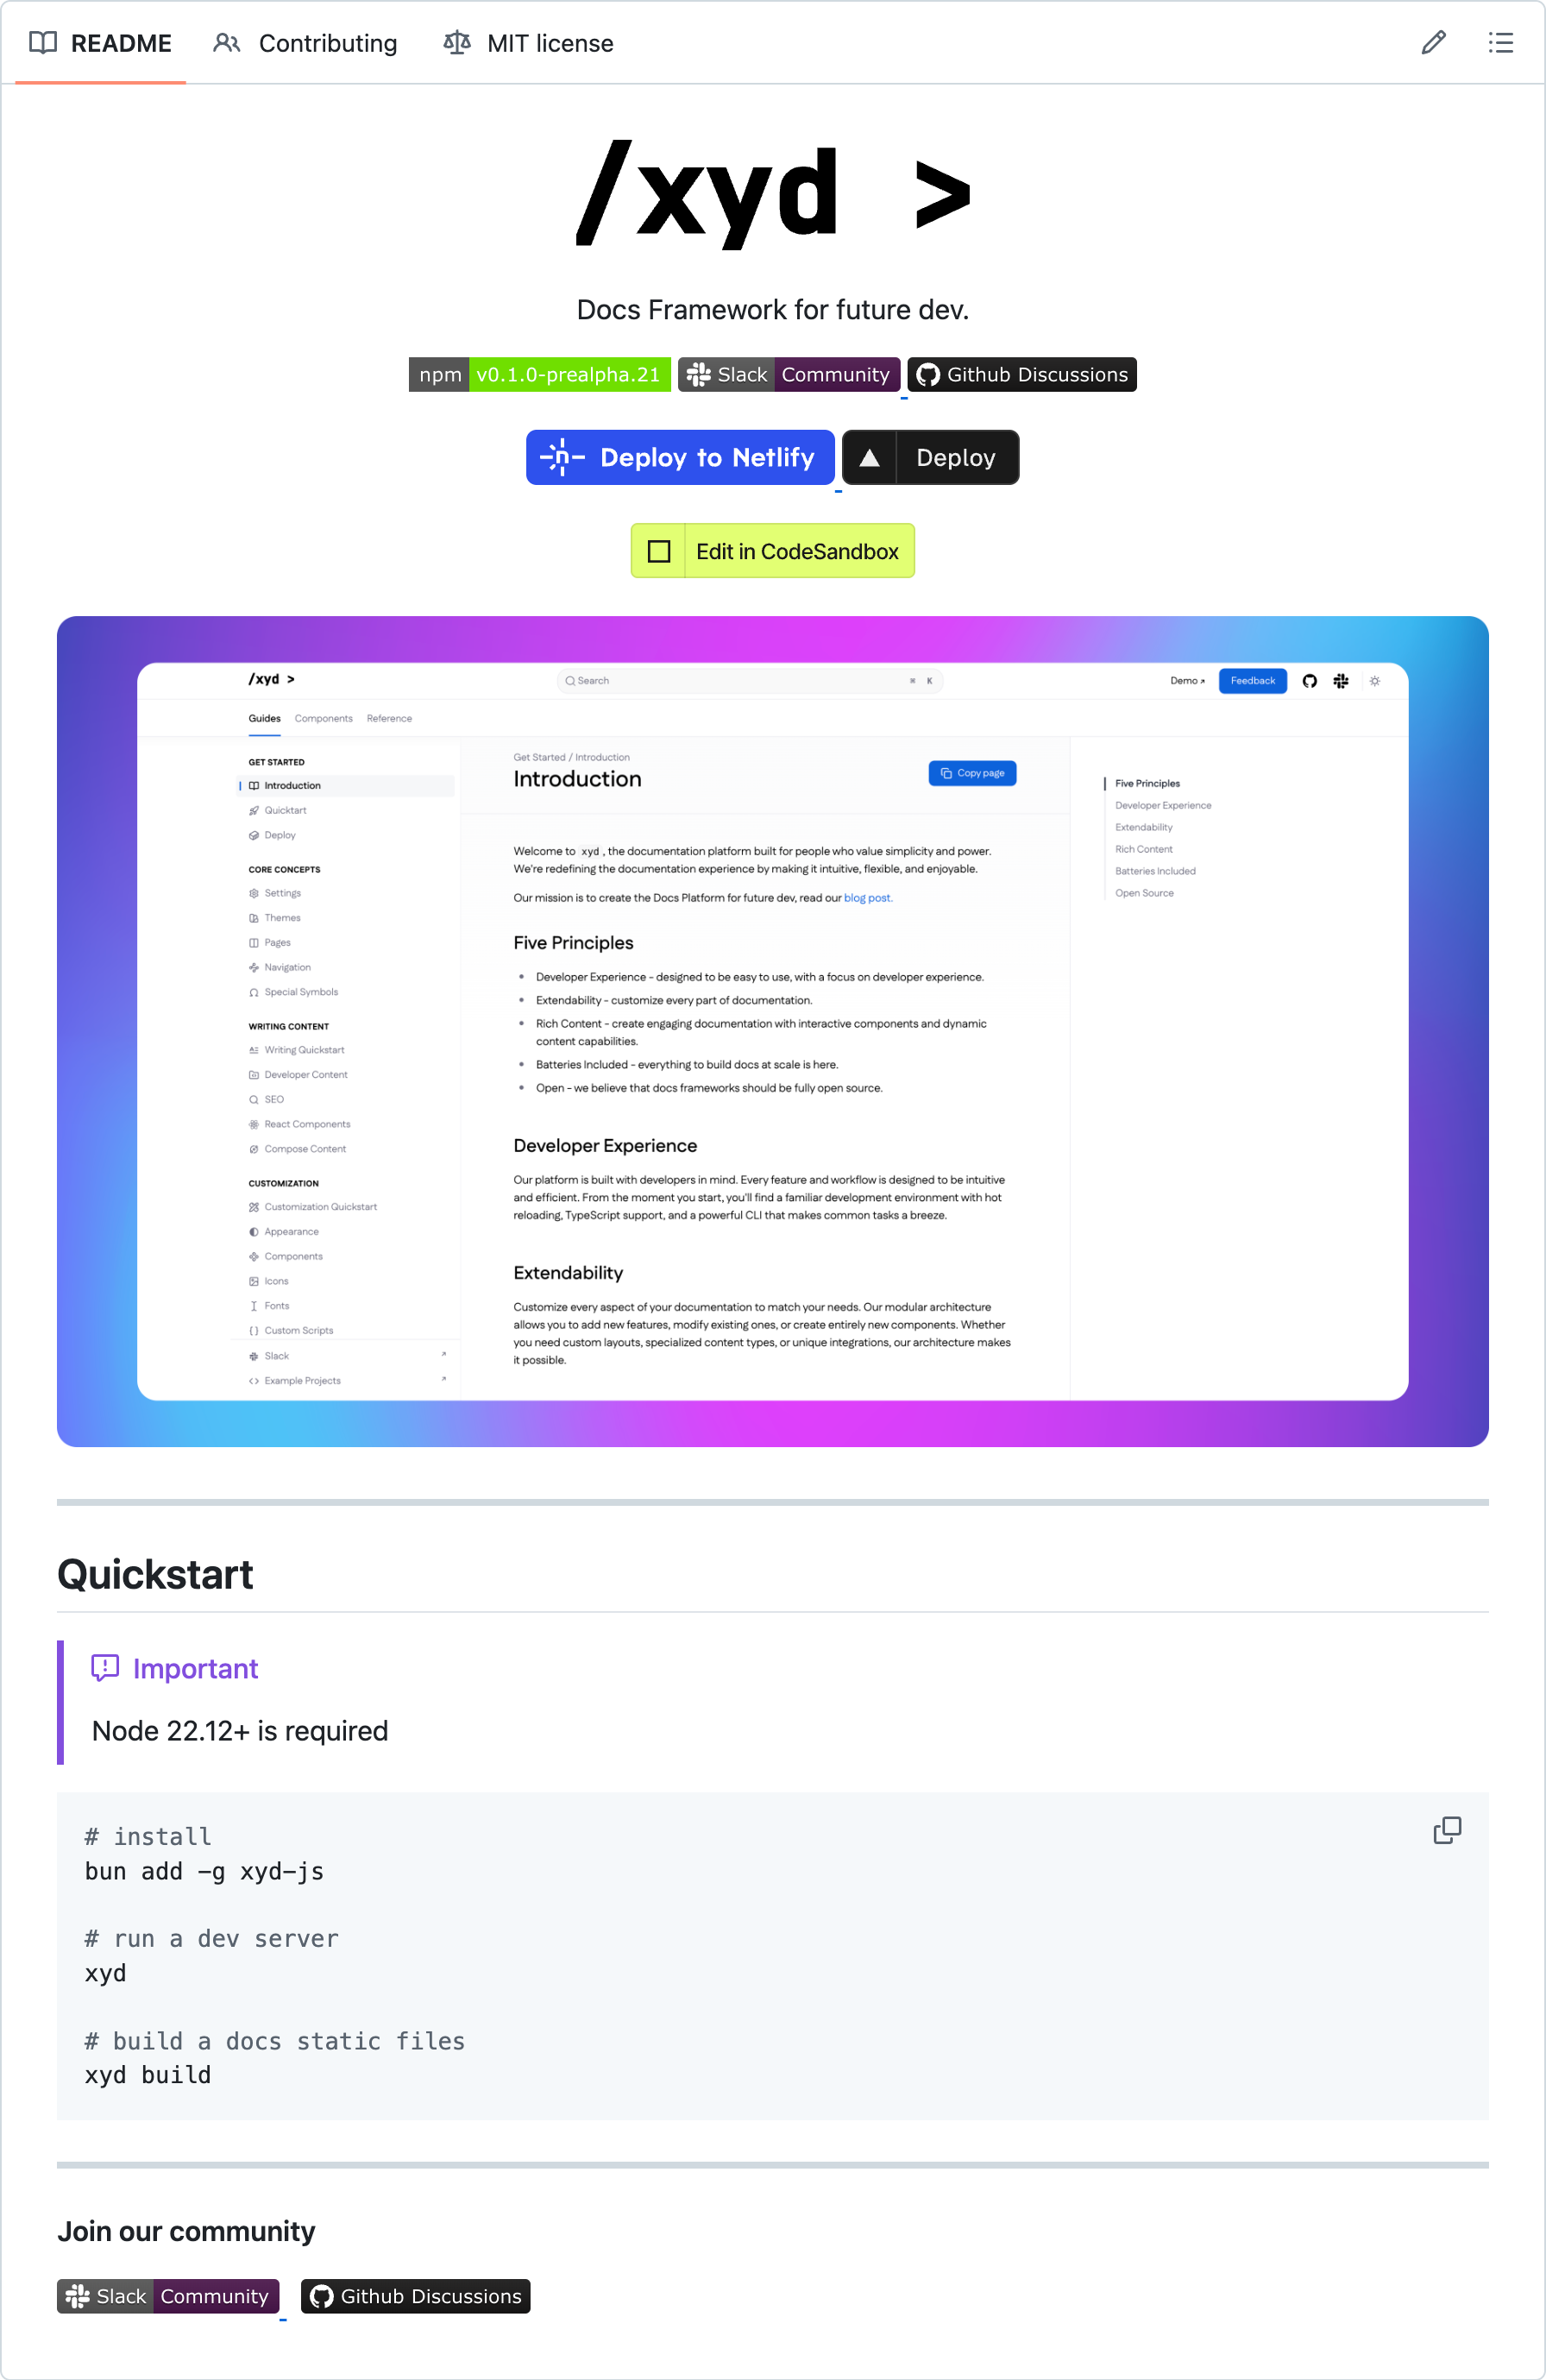 README
Contributing
MIT license
/xyd >
Docs Framework for future dev.
npm v0.1.0-prealpha.21
Slack Community
Github Discussions
Deploy to Netlify
Deploy
Edit in CodeSandbox
/xyd >
Search
⌘ K
Demo
Feedback
Guides
Components
Reference
GET STARTED
Introduction
Quicktart
Deploy
CORE CONCEPTS
Settings
Themes
Pages
Navigation
Special Symbols
WRITING CONTENT
Writing Quickstart
Developer Content
SEO
React Components
Compose Content
CUSTOMIZATION
Customization Quickstart
Appearance
Components
Icons
Fonts
Custom Scripts
Slack
Example Projects
Get Started / Introduction
Introduction
Copy page
Welcome to xyd , the documentation platform built for people who value simplicity and power.
We're redefining the documentation experience by making it intuitive, flexible, and enjoyable.
Our mission is to create the Docs Platform for future dev, read our blog post.
Five Principles
Developer Experience - designed to be easy to use, with a focus on developer experience.
Extendability - customize every part of documentation.
Rich Content - create engaging documentation with interactive components and dynamic
content capabilities.
Batteries Included - everything to build docs at scale is here.
Open - we believe that docs frameworks should be fully open source.
Developer Experience
Our platform is built with developers in mind. Every feature and workflow is designed to be intuitive
and efficient. From the moment you start, you'll find a familiar development environment with hot
reloading, TypeScript support, and a powerful CLI that makes common tasks a breeze.
Extendability
Customize every aspect of your documentation to match your needs. Our modular architecture
allows you to add new features, modify existing ones, or create entirely new components. Whether
you need custom layouts, specialized content types, or unique integrations, our architecture makes
it possible.
Five Principles
Developer Experience
Extendability
Rich Content
Batteries Included
Open Source
Quickstart
Important
Node 22.12+ is required
# install
bun add -g xyd-js
# run a dev server
xyd
# build a docs static files
xyd build
Join our community
Slack Community
Github Discussions